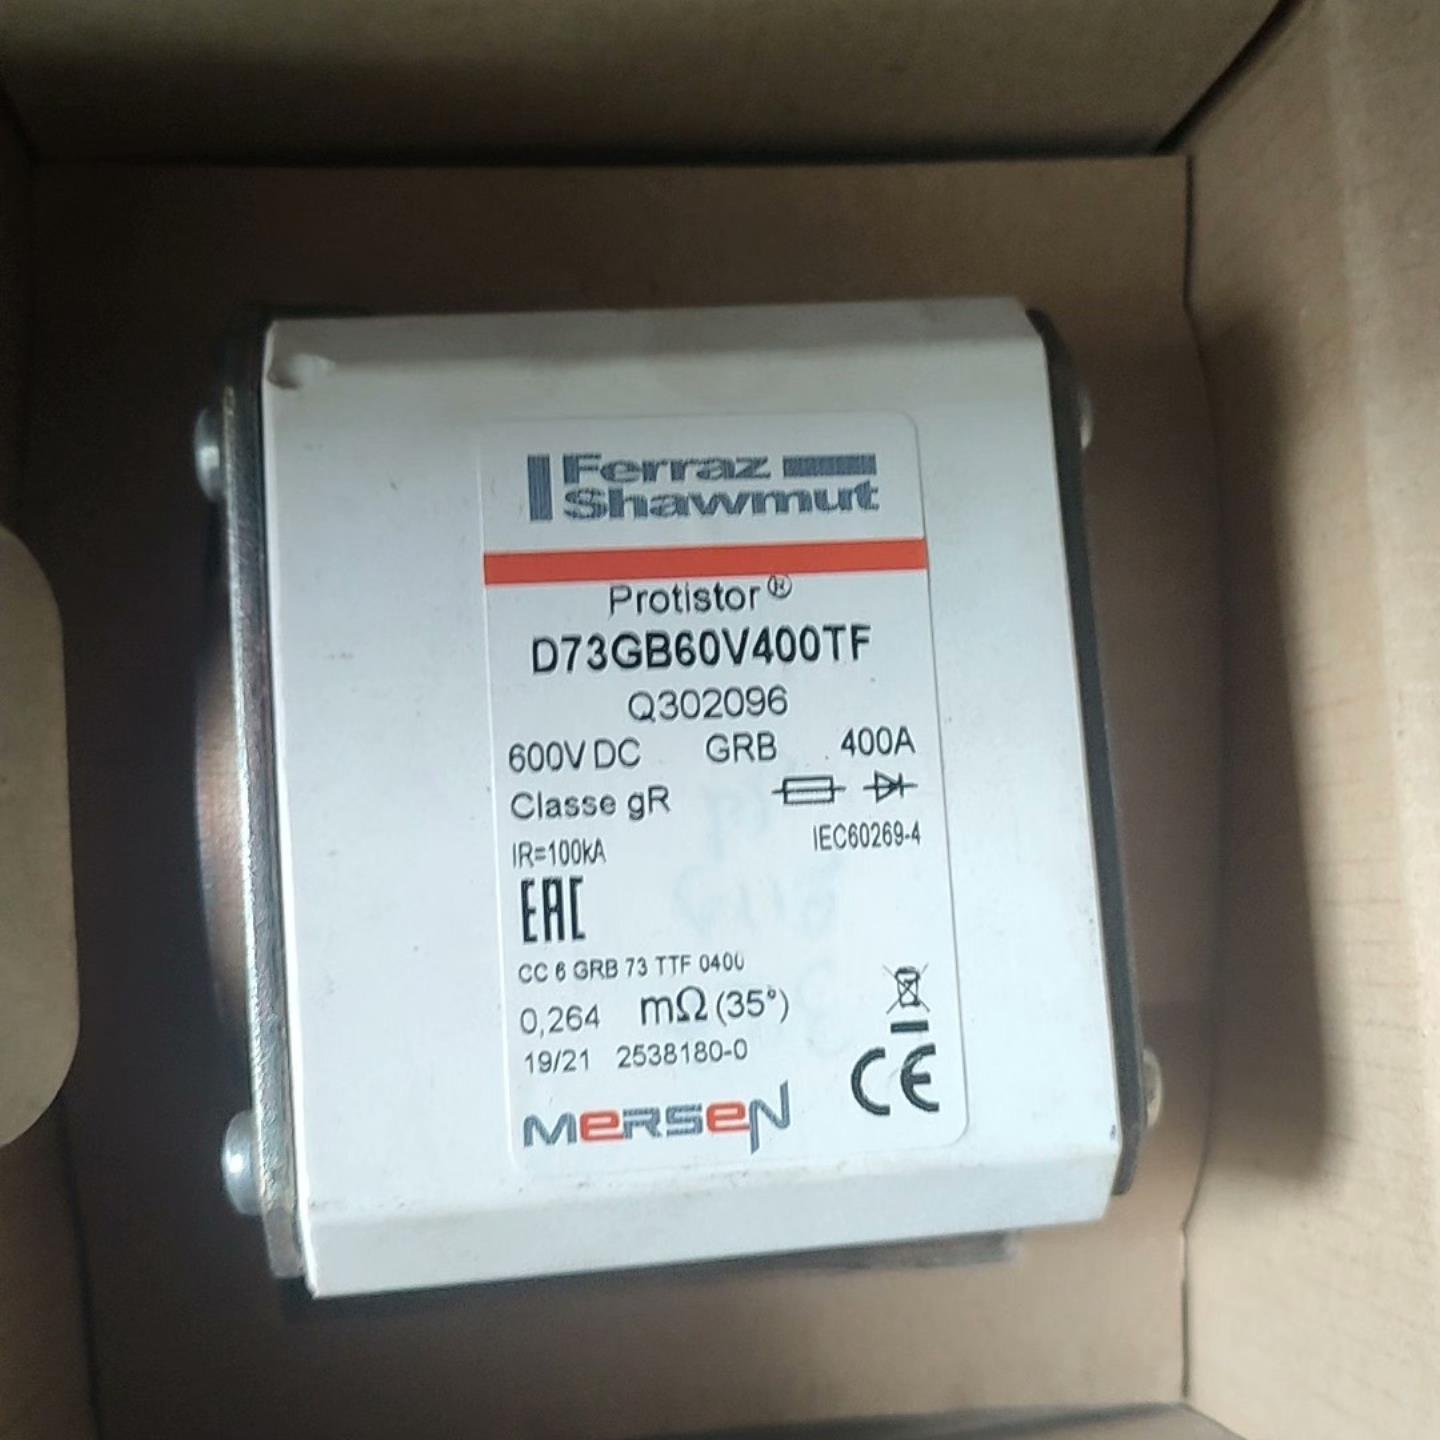 Ferraz
Shawmut
Protistor®
D73GB60V400TF
Q302096
600V DC GRB 400A
Classe gR
IR=100kA IEC60269-4
EAC
CC 6 GRB 73 TTF 0400
0,264 mΩ (35°)
19/21 2538180-0
CE
MERSEN